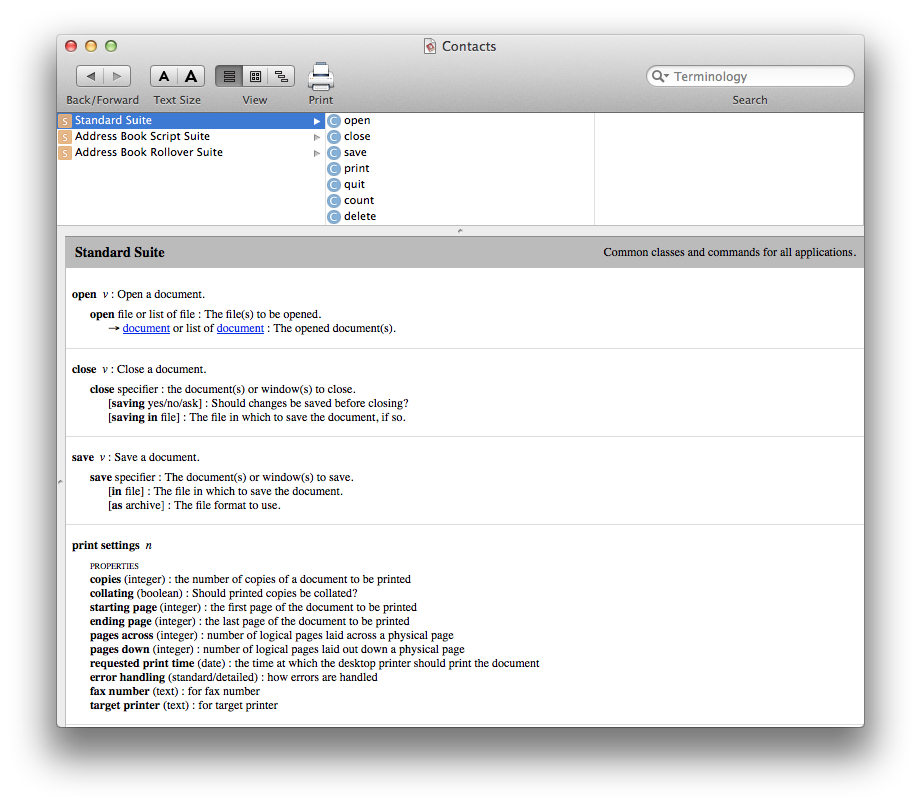 Contacts
A A
Terminology
Back/Forward Text Size View Print Search
S Standard Suite
S Address Book Script Suite
S Address Book Rollover Suite
C open
C close
C save
C print
C quit
C count
C delete
Standard Suite Common classes and commands for all applications.
open v : Open a document.
open file or list of file : The file(s) to be opened.
→ document or list of document : The opened document(s).
close v : Close a document.
close specifier : the document(s) or window(s) to close.
[saving yes/no/ask] : Should changes be saved before closing?
[saving in file] : The file in which to save the document, if so.
save v : Save a document.
save specifier : The document(s) or window(s) to save.
[in file] : The file in which to save the document.
[as archive] : The file format to use.
print settings n
PROPERTIES
copies (integer) : the number of copies of a document to be printed
collating (boolean) : Should printed copies be collated?
starting page (integer) : the first page of the document to be printed
ending page (integer) : the last page of the document to be printed
pages across (integer) : number of logical pages laid across a physical page
pages down (integer) : number of logical pages laid out down a physical page
requested print time (date) : the time at which the desktop printer should print the document
error handling (standard/detailed) : how errors are handled
fax number (text) : for fax number
target printer (text) : for target printer